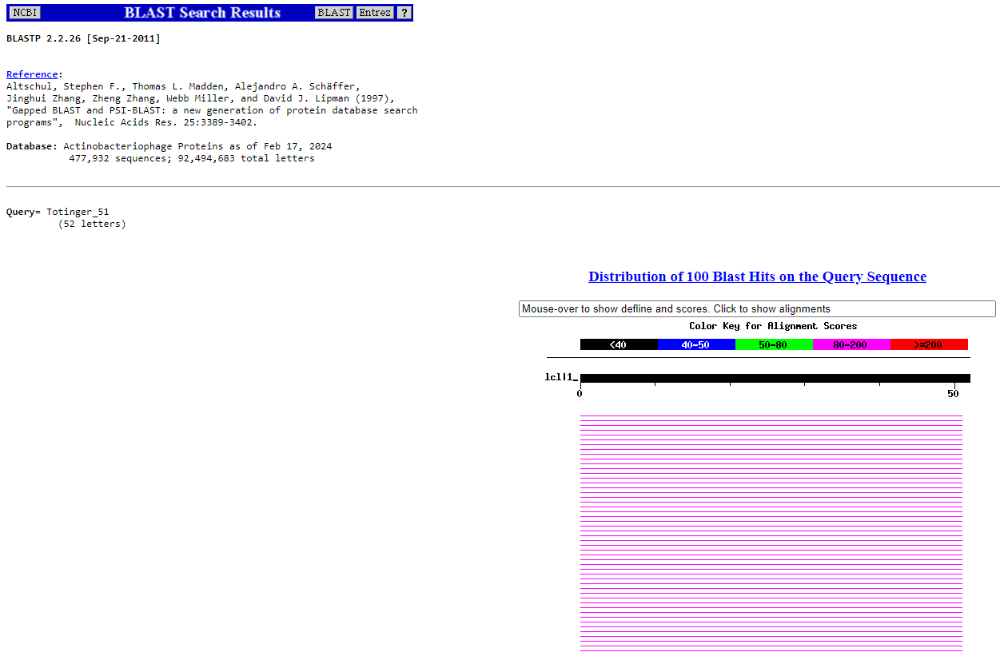 NCBI BLAST Search Results BLAST Entrez ?
BLASTP 2.2.26 [Sep-21-2011]
Reference:
Altschul, Stephen F., Thomas L. Madden, Alejandro A. Schäffer,
Jinghui Zhang, Zheng Zhang, Webb Miller, and David J. Lipman (1997),
"Gapped BLAST and PSI-BLAST: a new generation of protein database search
programs", Nucleic Acids Res. 25:3389-3402.
Database: Actinobacteriophage Proteins as of Feb 17, 2024
477,932 sequences; 92,494,683 total letters
Query= Totinger_51
(52 letters)
Distribution of 100 Blast Hits on the Query Sequence
Mouse-over to show defline and scores. Click to show alignments
Color Key for Alignment Scores
<40 40-50 50-80 80-200 >=200
lcl|1_
0 50